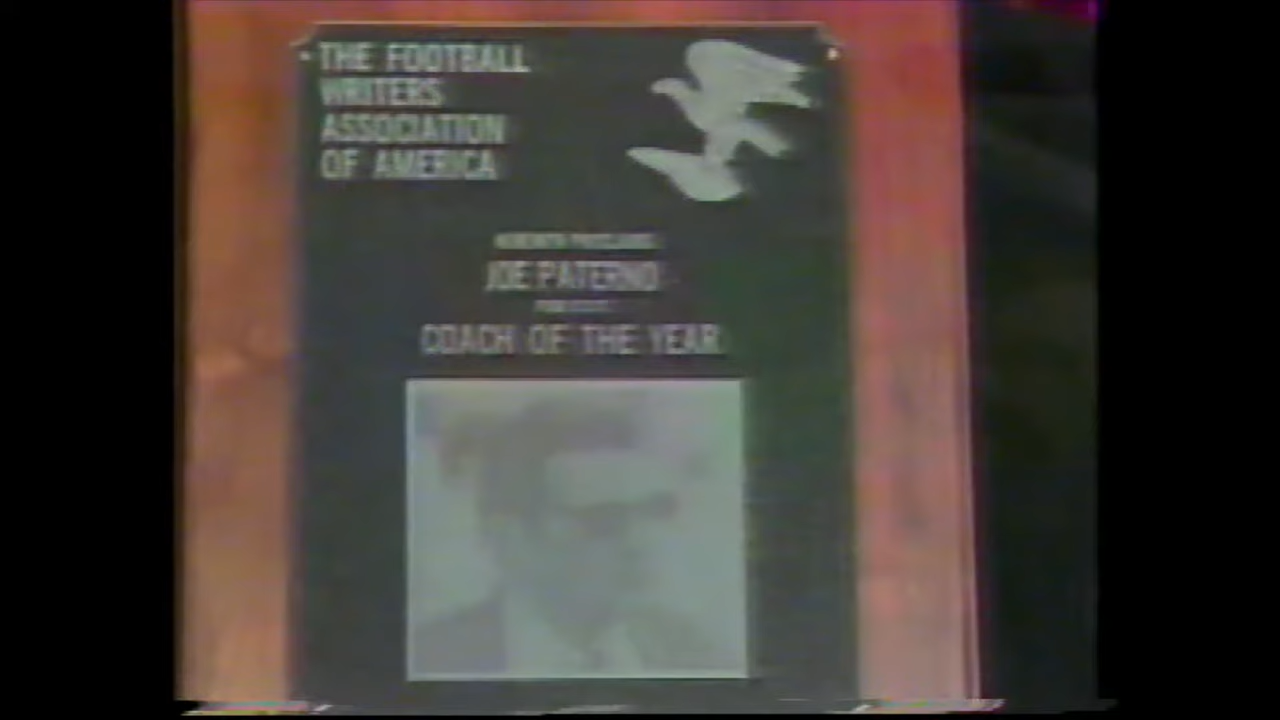 THE FOOTBALL
WRITERS
ASSOCIATION
OF AMERICA
JOE PATERNO
COACH OF THE YEAR